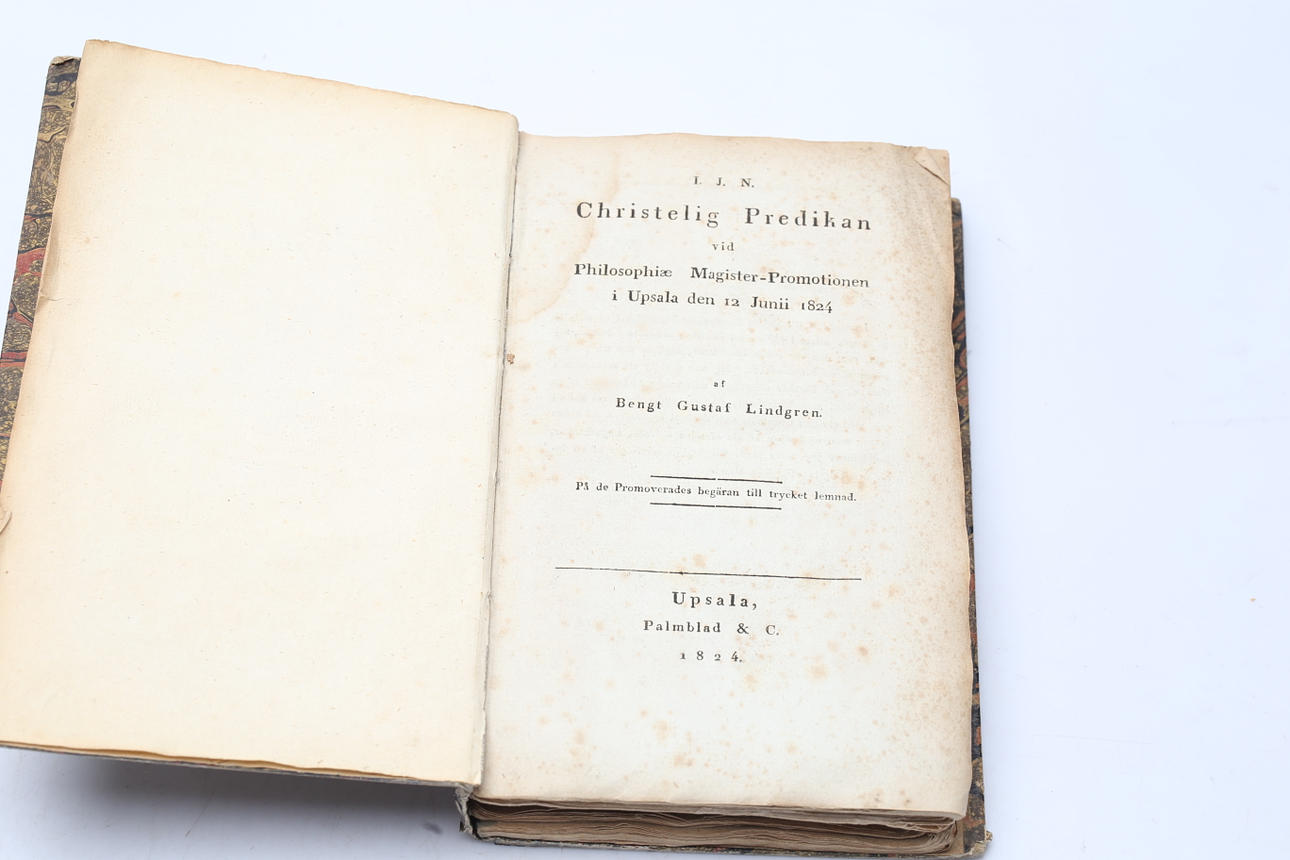 I. J. N.
Christelig Predikan
vid
Philosophiæ Magister-Promotionen
i Upsala den 12 Junii 1824
af
Bengt Gustaf Lindgren.
På de Promoverades begäran till trycket lemnad.
Upsala,
Palmblad & C.
1824.